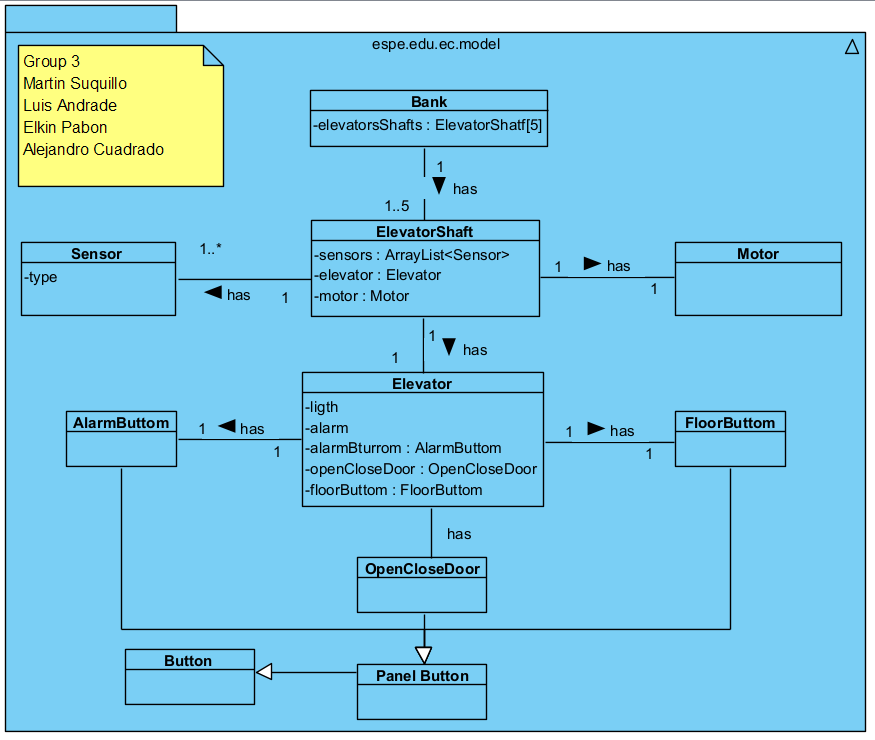 espe.edu.ec.model
Group 3
Martin Suquillo
Luis Andrade
Elkin Pabon
Alejandro Cuadrado
Bank
-elevatorsShafts : ElevatorShatf[5]
1
has
1..5
ElevatorShaft
-sensors : ArrayList<Sensor>
-elevator : Elevator
-motor : Motor
Sensor
-type
1..*
has
1
1
has
1
Motor
1
has
1
Elevator
-ligth
-alarm
-alarmBturrom : AlarmButtom
-openCloseDoor : OpenCloseDoor
-floorButtom : FloorButtom
AlarmButtom
1
has
1
1
has
1
FloorButtom
has
OpenCloseDoor
Button
Panel Button